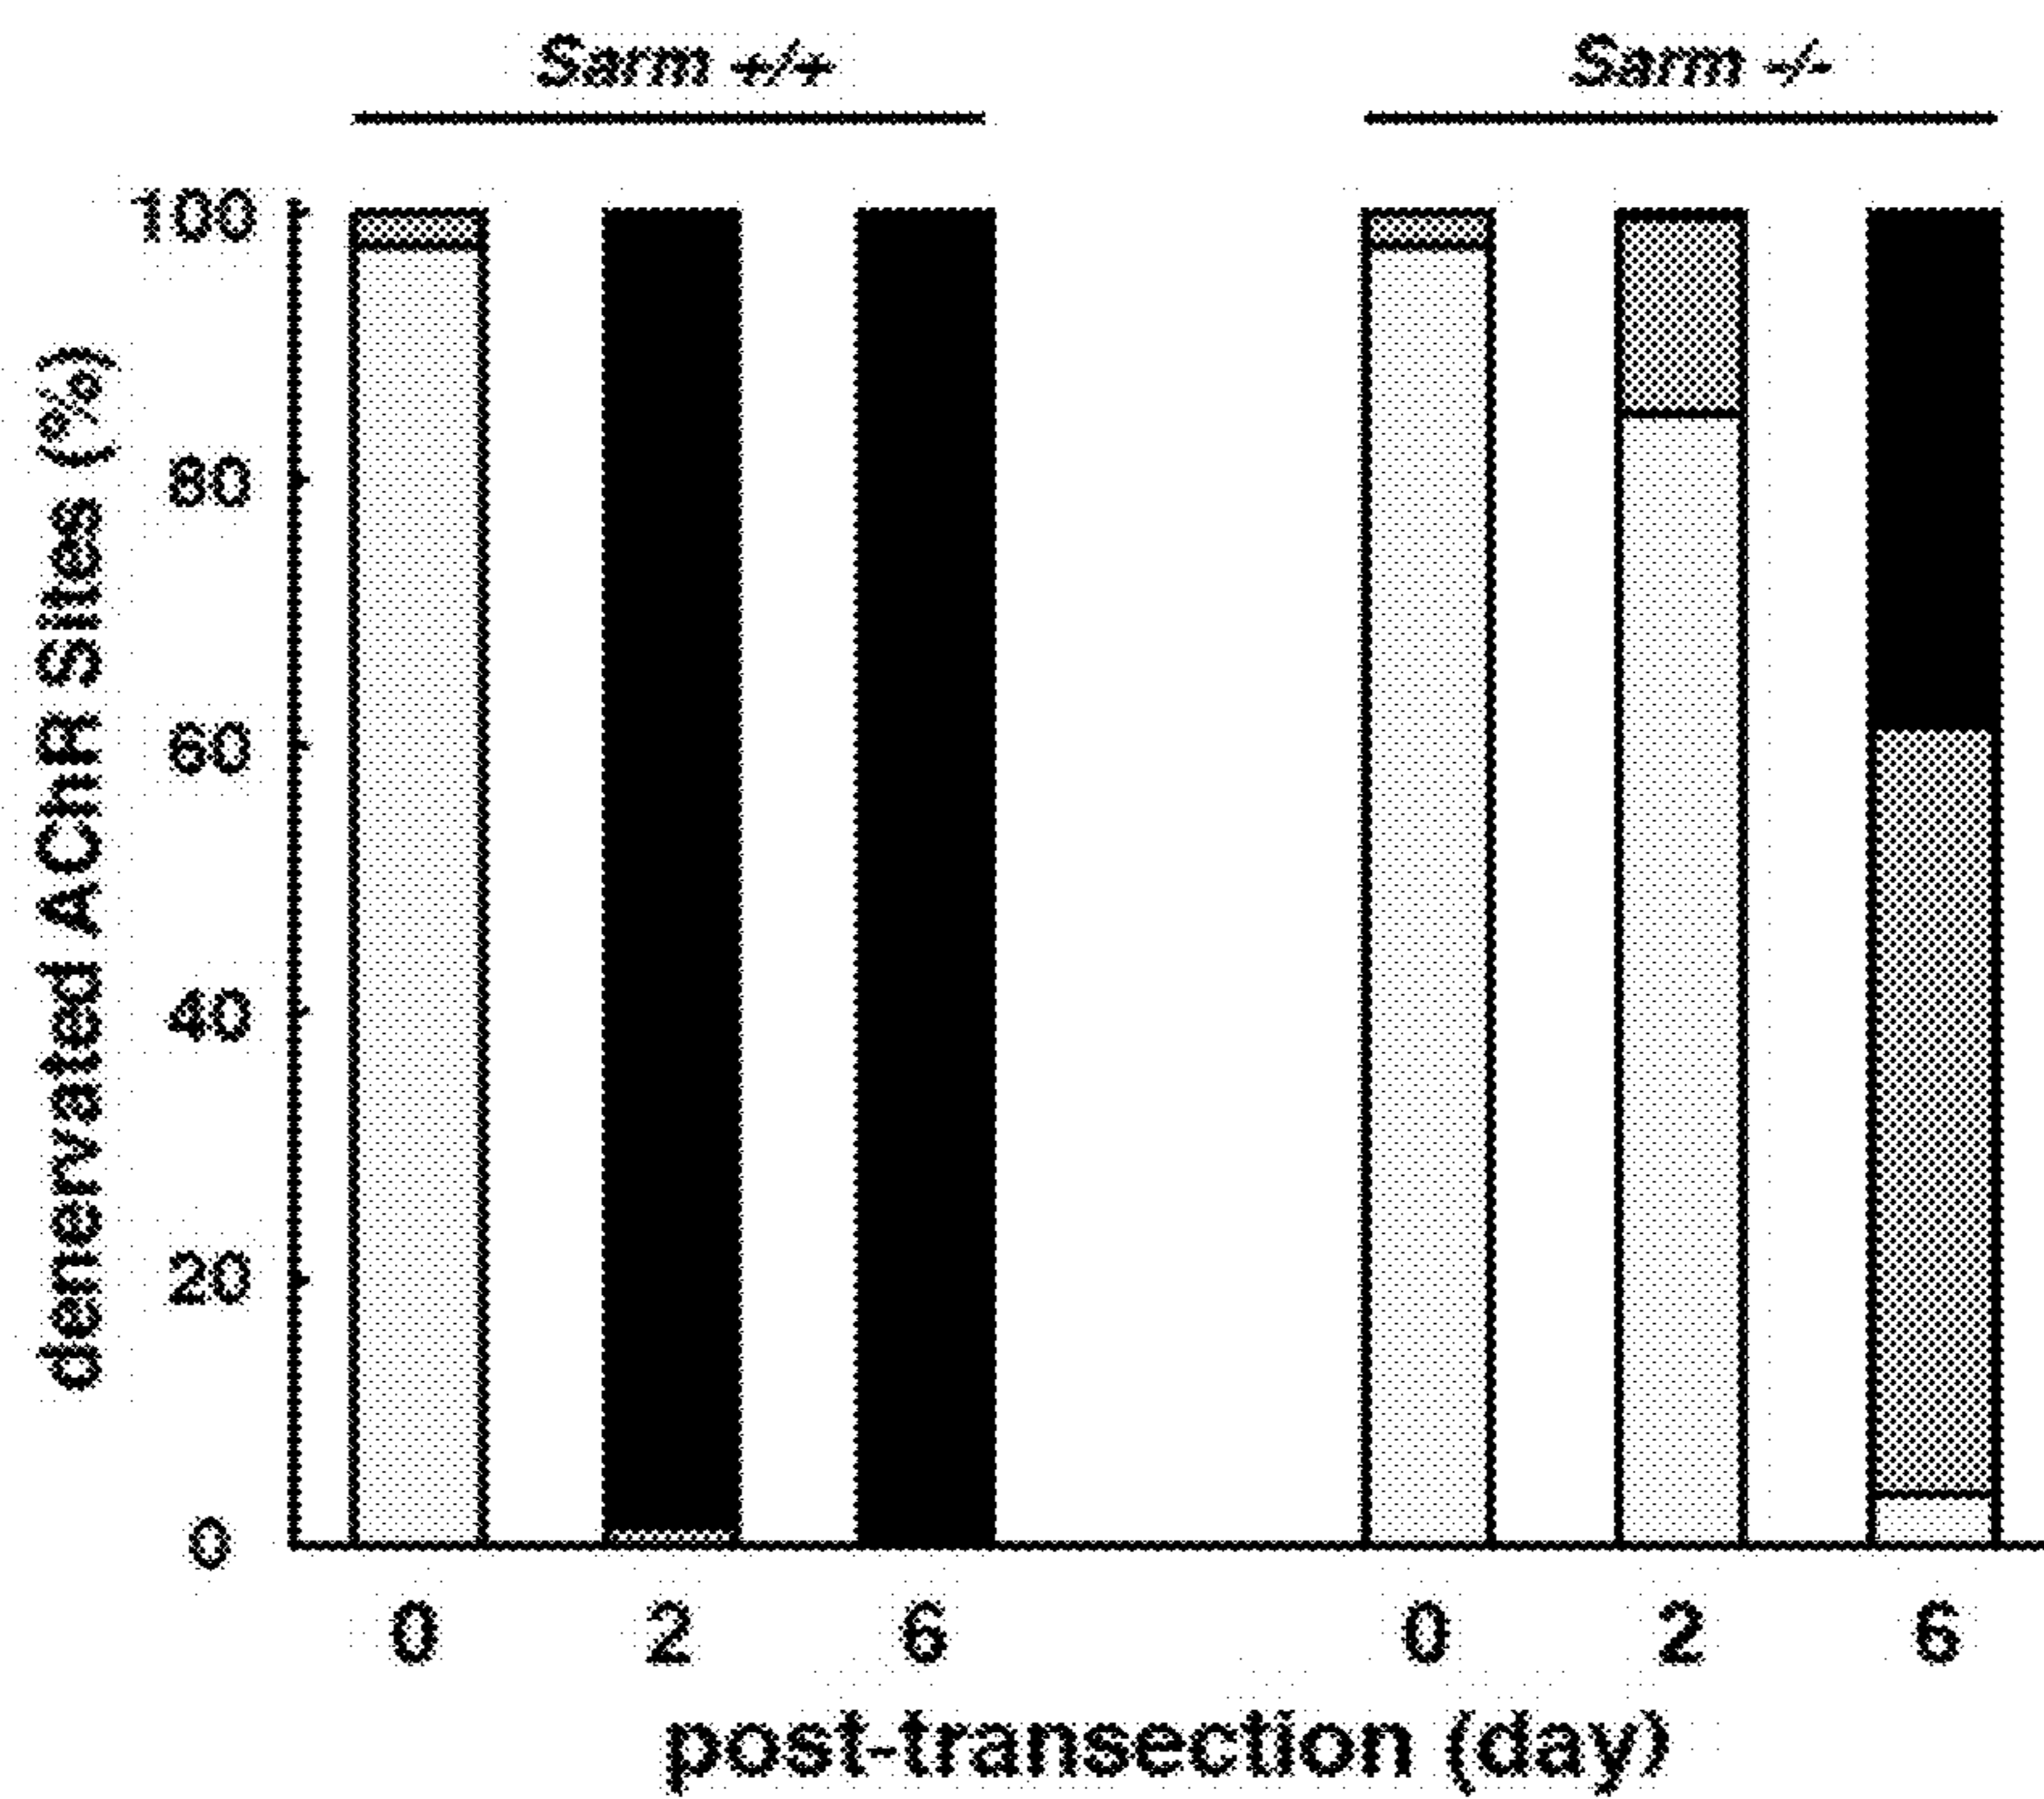 Sarm +/+
Sarm -/-
denervated AChR Sites (%)
100
80
60
40
20
0
0 2 6 0 2 6
post-transection (day)